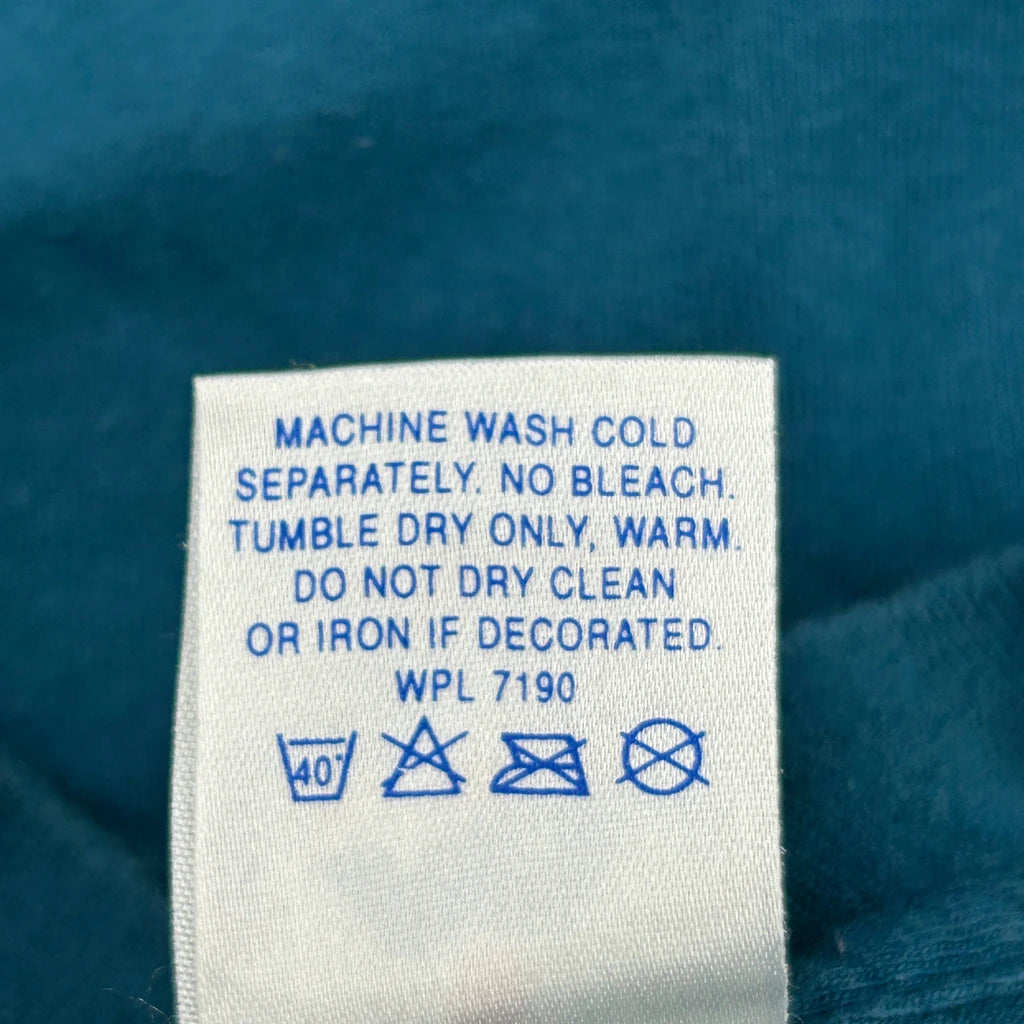 MACHINE WASH COLD
SEPARATELY. NO BLEACH.
TUMBLE DRY ONLY, WARM.
DO NOT DRY CLEAN
OR IRON IF DECORATED.
WPL 7190
40°